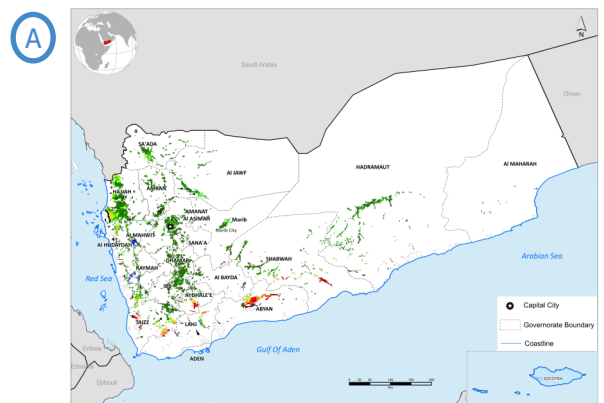 A
N
Saudi Arabia
Oman
SA'ADA
Al JAWF
HADRAMAUT
Al MAHARAH
HAJJAH
AMRAN
AMANAT
Al ASIMAH
Marib
Marib City
Al MAHWIT
Al HUDAYDAH
SANA'A
DHAMAR
RAYMAH
SHABWAH
Arabian Sea
Al BAYDA
Red Sea
Al DHALE'E
ABYAN
TAIZZ
LAHJ
ADEN
Capital City
Governorate Boundary
Coastline
Eritrea
Ethiopia
Djibouti
Gulf Of Aden
SOCOTRA